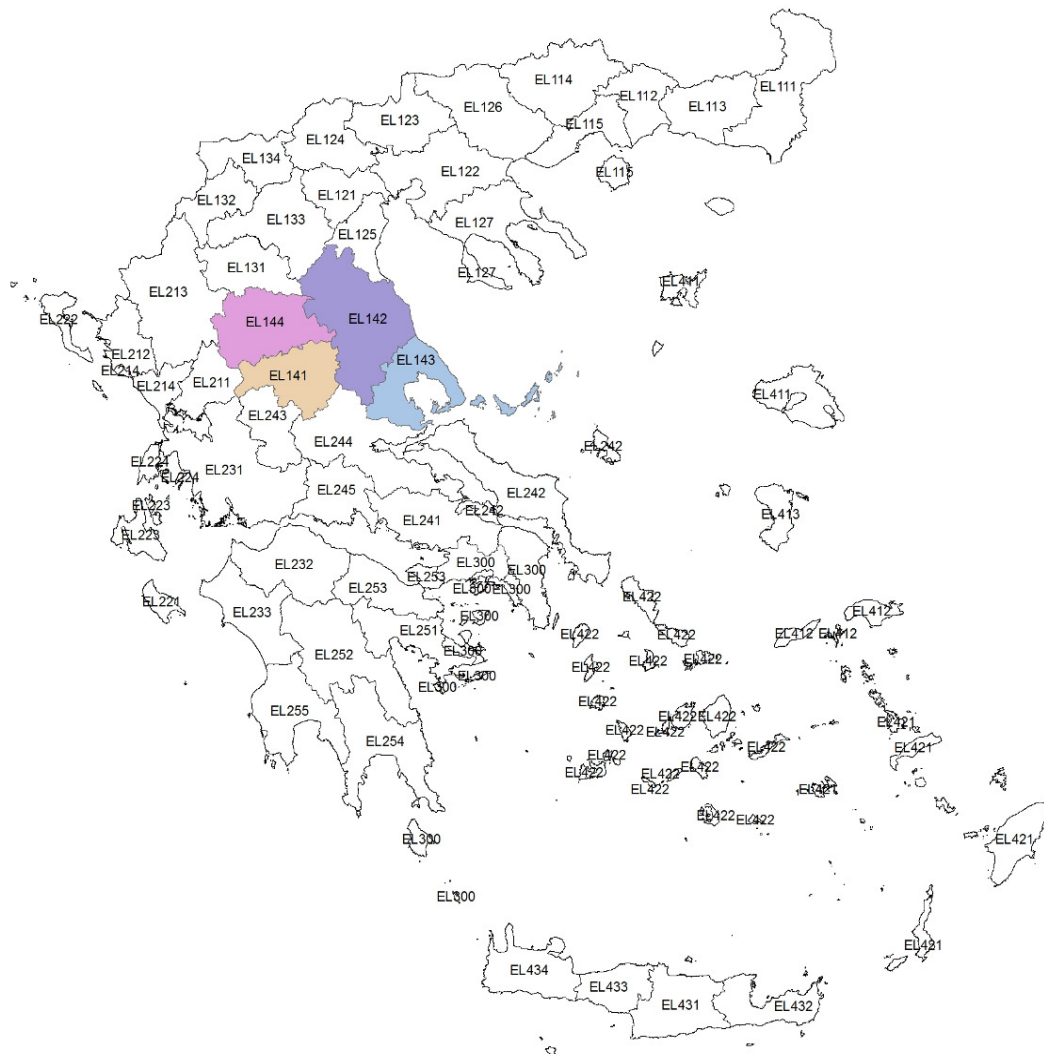 EL111
EL114
EL112
EL113
EL126
EL123
EL115
EL124
EL134
EL122
EL115
EL121
EL132
EL133
EL127
EL125
EL131
EL127
EL411
EL213
EL222
EL144
EL142
EL212
EL143
EL214
EL141
EL214
EL211
EL411
EL243
EL244
EL242
EL224
EL231
EL224
EL245
EL242
EL223
EL242
EL413
EL241
EL223
EL232
EL300
EL300
EL253
EL253
EL300
EL300
EL422
EL221
EL233
EL300
EL412
EL251
EL422
EL422
EL412
EL412
EL300
EL252
EL422
EL422
EL422
EL300
EL300
EL422
EL255
EL422
EL422
EL421
EL422
EL422
EL254
EL422
EL422
EL421
EL422
EL422
EL422
EL422
EL421
EL422
EL422
EL300
EL421
EL300
EL421
EL434
EL433
EL431
EL432